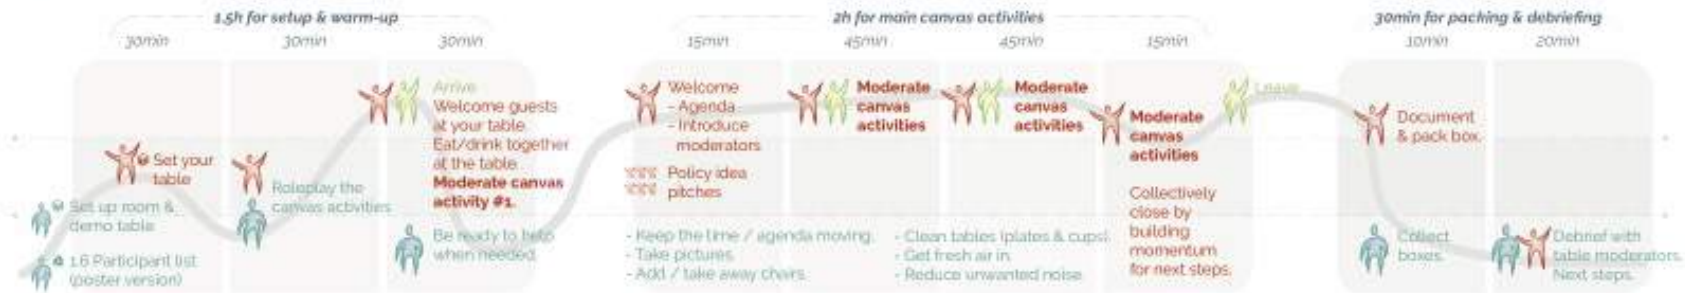 1.5h for setup & warm-up
2h for main canvas activities
30min for packing & debriefing
30min
30min
30min
15min
45min
45min
15min
10min
20min
Set your
table
Set up room &
demo table.
1.6 Participant list
(poster version)
Roleplay the
canvas activities.
Arrive
Welcome guests
at your table.
Eat/drink together
at the table.
Moderate canvas
activity #1.
Be ready to help
when needed.
Welcome
- Agenda
- Introduce
moderators
Policy idea
pitches
- Keep the time / agenda moving.
- Take pictures.
- Add / take away chairs.
Moderate
canvas
activities
- Clean tables (plates & cups).
- Get fresh air in.
- Reduce unwanted noise.
Moderate
canvas
activities
Moderate
canvas
activities
Collectively
close by
building
momentum
for next steps.
Leave
Document
& pack box.
Collect
boxes.
Debrief with
table moderators.
Next steps.